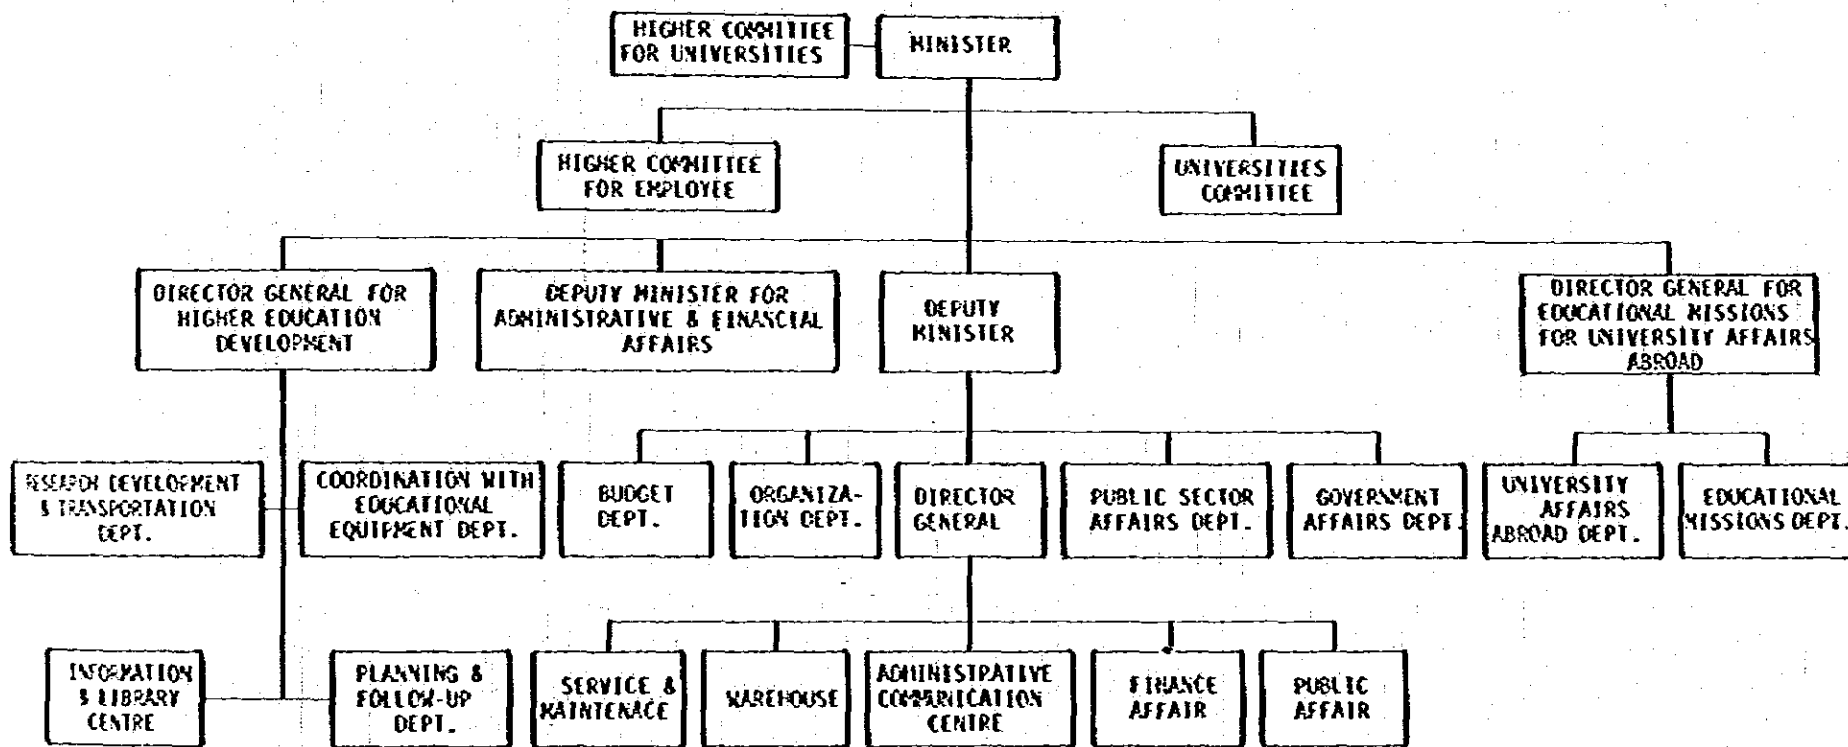 HIGHER COMMITTEE
FOR UNIVERSITIES
MINISTER
HIGHER COMMITTEE
FOR EMPLOYEE
UNIVERSITIES
COMMITTEE
DIRECTOR GENERAL FOR
HIGHER EDUCATION
DEVELOPMENT
DEPUTY MINISTER FOR
ADMINISTRATIVE & FINANCIAL
AFFAIRS
DEPUTY
MINISTER
DIRECTOR GENERAL FOR
EDUCATIONAL MISSIONS
FOR UNIVERSITY AFFAIRS
ABROAD
RESEARCH DEVELOPMENT
& TRANSPORTATION
DEPT.
COORDINATION WITH
EDUCATIONAL
EQUIPMENT DEPT.
BUDGET
DEPT.
ORGANIZA-
TION DEPT.
DIRECTOR
GENERAL
PUBLIC SECTOR
AFFAIRS DEPT.
GOVERNMENT
AFFAIRS DEPT.
UNIVERSITY
AFFAIRS
ABROAD DEPT.
EDUCATIONAL
MISSIONS DEPT.
INFORMATION
& LIBRARY
CENTRE
PLANNING &
FOLLOW-UP
DEPT.
SERVICE &
MAINTENACE
WAREHOUSE
ADMINISTRATIVE
COMMUNICATION
CENTRE
FINANCE
AFFAIR
PUBLIC
AFFAIR